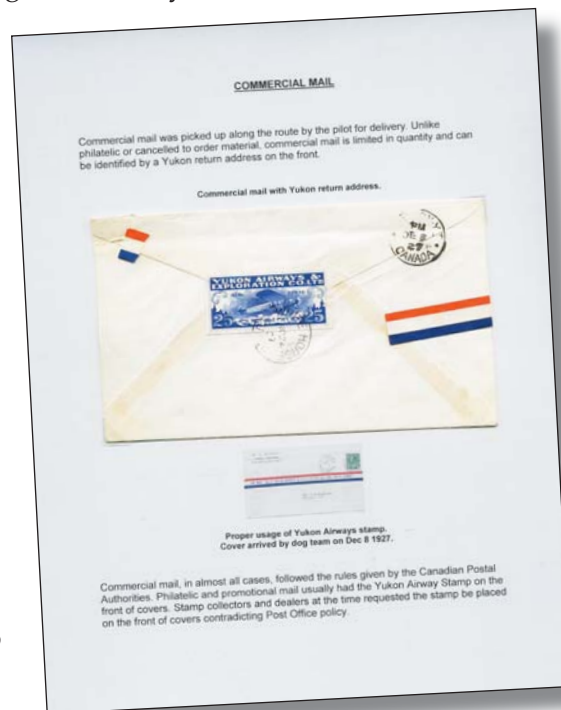 COMMERCIAL MAIL
Commercial mail was picked up along the route by the pilot for delivery. Unlike
philatelic or cancelled to order material, commercial mail is limited in quantity and can
be identified by a Yukon return address on the front.
Commercial mail with Yukon return address.
PM
DE 8
27
CANADA
YUKON AIRWAYS &
EXPLORATION CO. LTD
25 25
Proper usage of Yukon Airways stamp.
Cover arrived by dog team on Dec 8 1927.
Commercial mail, in almost all cases, followed the rules given by the Canadian Postal
Authorities. Philatelic and promotional mail usually had the Yukon Airway Stamp on the
front of covers. Stamp collectors and dealers at the time requested the stamp be placed
on the front of covers contradicting Post Office policy.